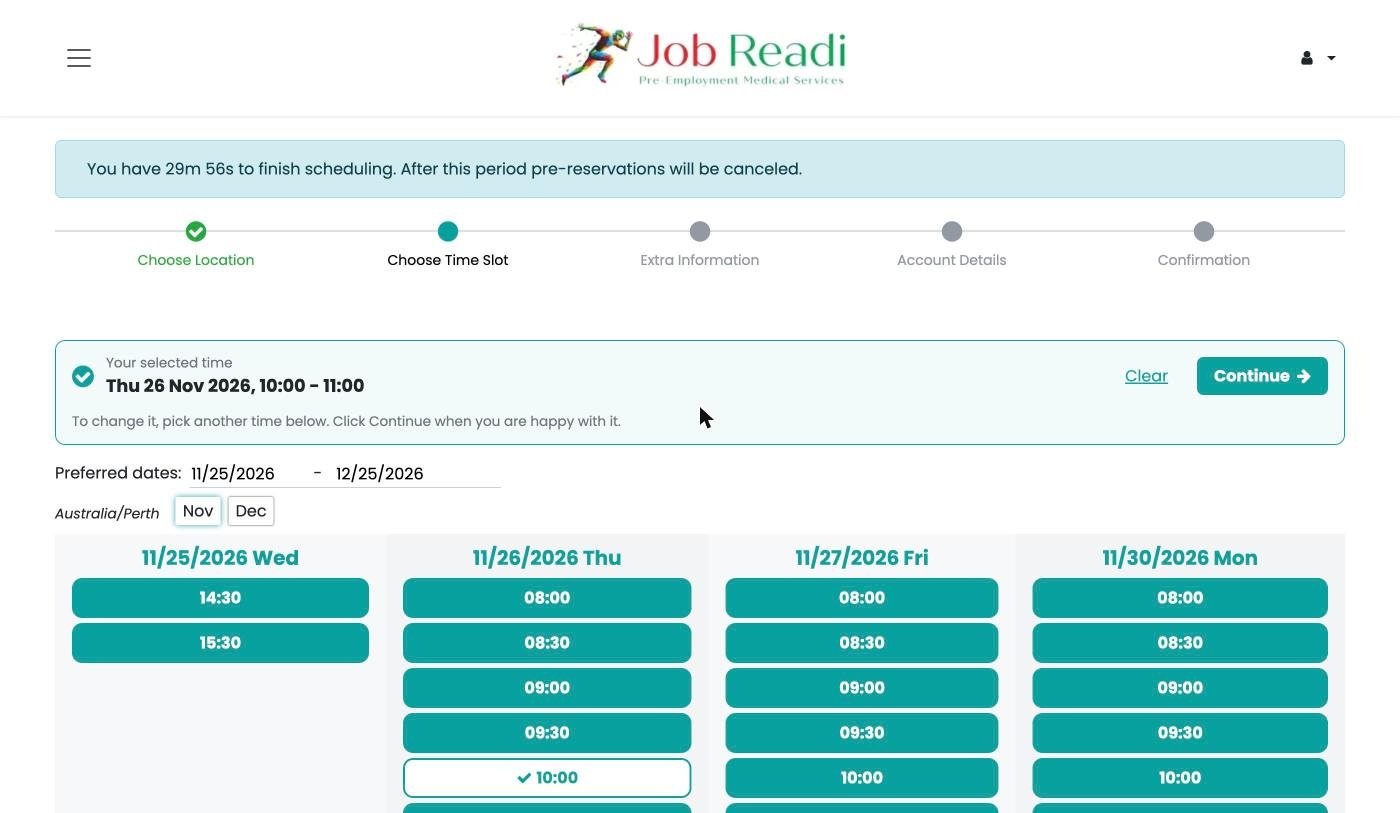 Job Readi
Pre-Employment Medical Services
You have 29m 56s to finish scheduling. After this period pre-reservations will be canceled.
Choose Location
Choose Time Slot
Extra Information
Account Details
Confirmation
Your selected time
Thu 26 Nov 2026, 10:00 - 11:00
Clear
Continue →
To change it, pick another time below. Click Continue when you are happy with it.
Preferred dates: 11/25/2026 - 12/25/2026
Australia/Perth Nov Dec
11/25/2026 Wed
14:30
15:30
11/26/2026 Thu
08:00
08:30
09:00
09:30
10:00
11/27/2026 Fri
08:00
08:30
09:00
09:30
10:00
11/30/2026 Mon
08:00
08:30
09:00
09:30
10:00